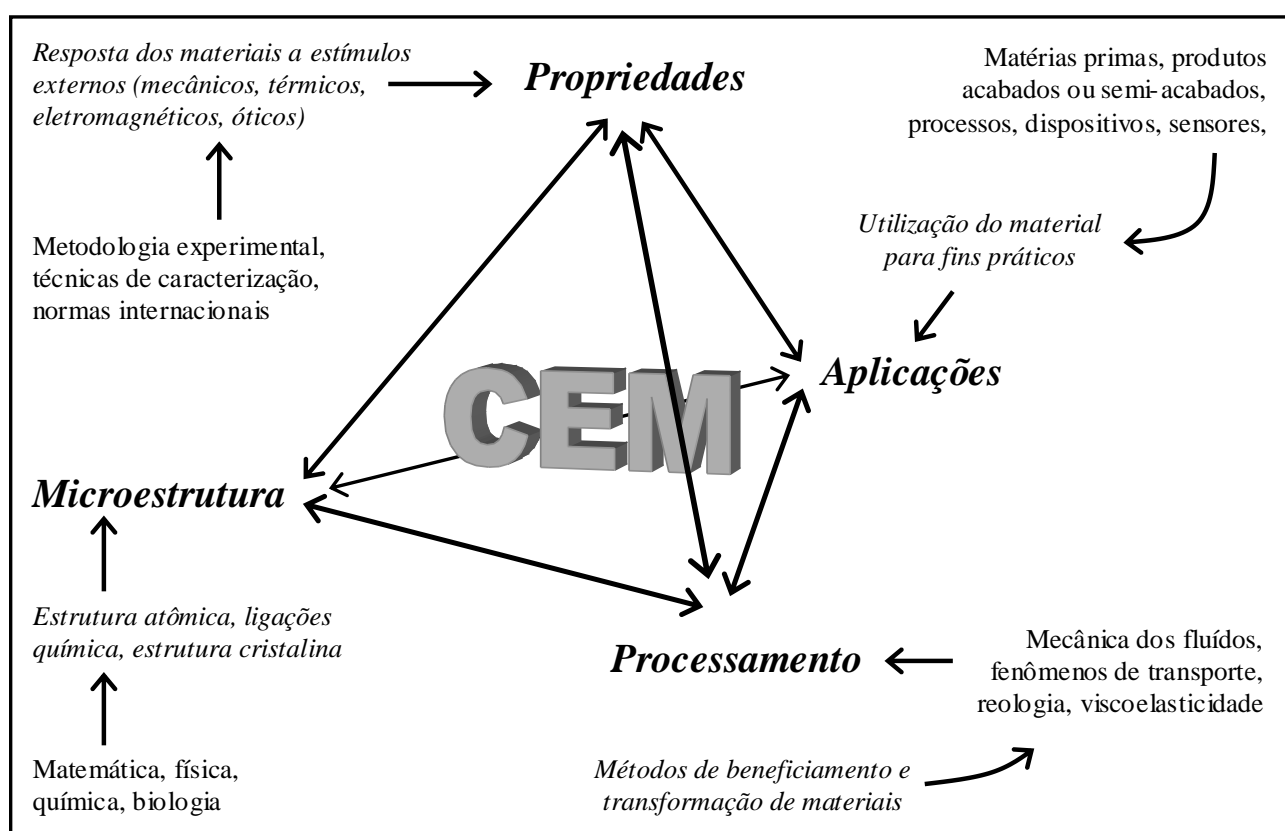 Resposta dos materiais a estímulos
externos (mecânicos, térmicos,
eletromagnéticos, óticos)
Propriedades
Matérias primas, produtos
acabados ou semi-acabados,
processos, dispositivos, sensores,
Utilização do material
para fins práticos
Metodologia experimental,
técnicas de caracterização,
normas internacionais
Aplicações
CEM
Microestrutura
Estrutura atômica, ligações
química, estrutura cristalina
Processamento
Mecânica dos fluídos,
fenômenos de transporte,
reologia, viscoelasticidade
Matemática, física,
química, biologia
Métodos de beneficiamento e
transformação de materiais